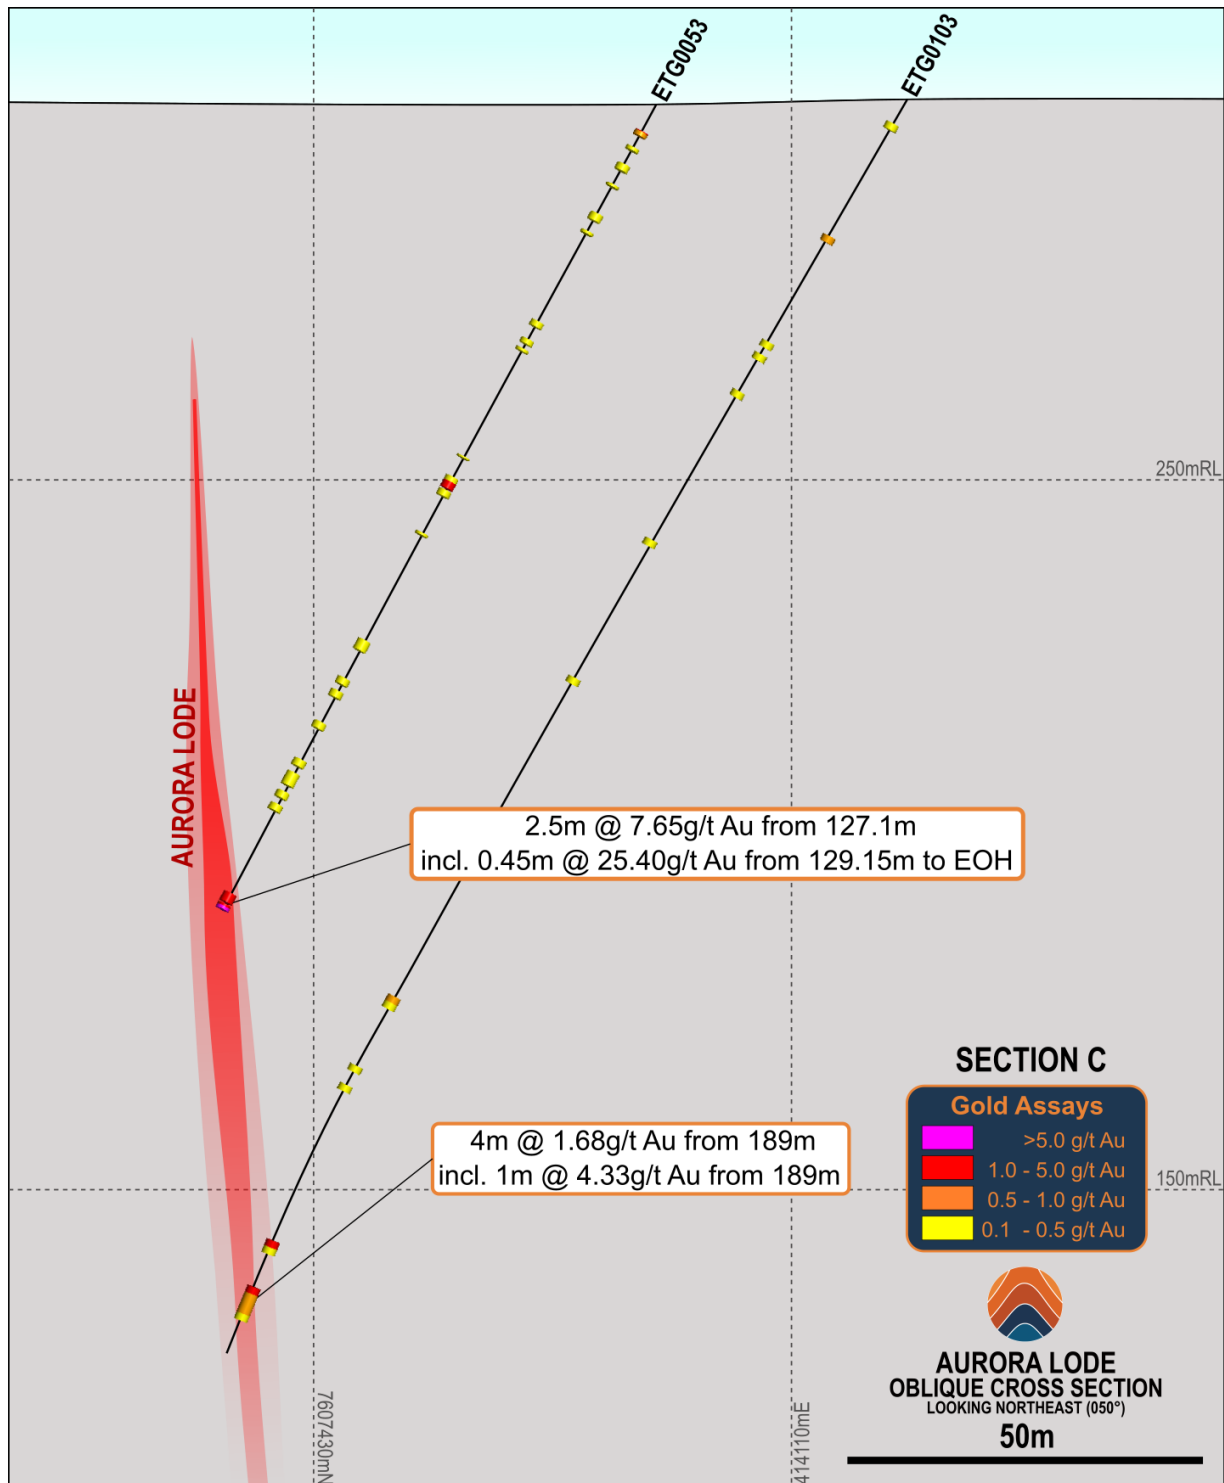 ETG0053
ETG0103
250mRL
AURORA LODE
2.5m @ 7.65g/t Au from 127.1m
incl. 0.45m @ 25.40g/t Au from 129.15m to EOH
4m @ 1.68g/t Au from 189m
incl. 1m @ 4.33g/t Au from 189m
150mRL
SECTION C
Gold Assays
>5.0 g/t Au
1.0 - 5.0 g/t Au
0.5 - 1.0 g/t Au
0.1 - 0.5 g/t Au
AURORA LODE
OBLIQUE CROSS SECTION
LOOKING NORTHEAST (050°)
50m
7607430mN
414110mE